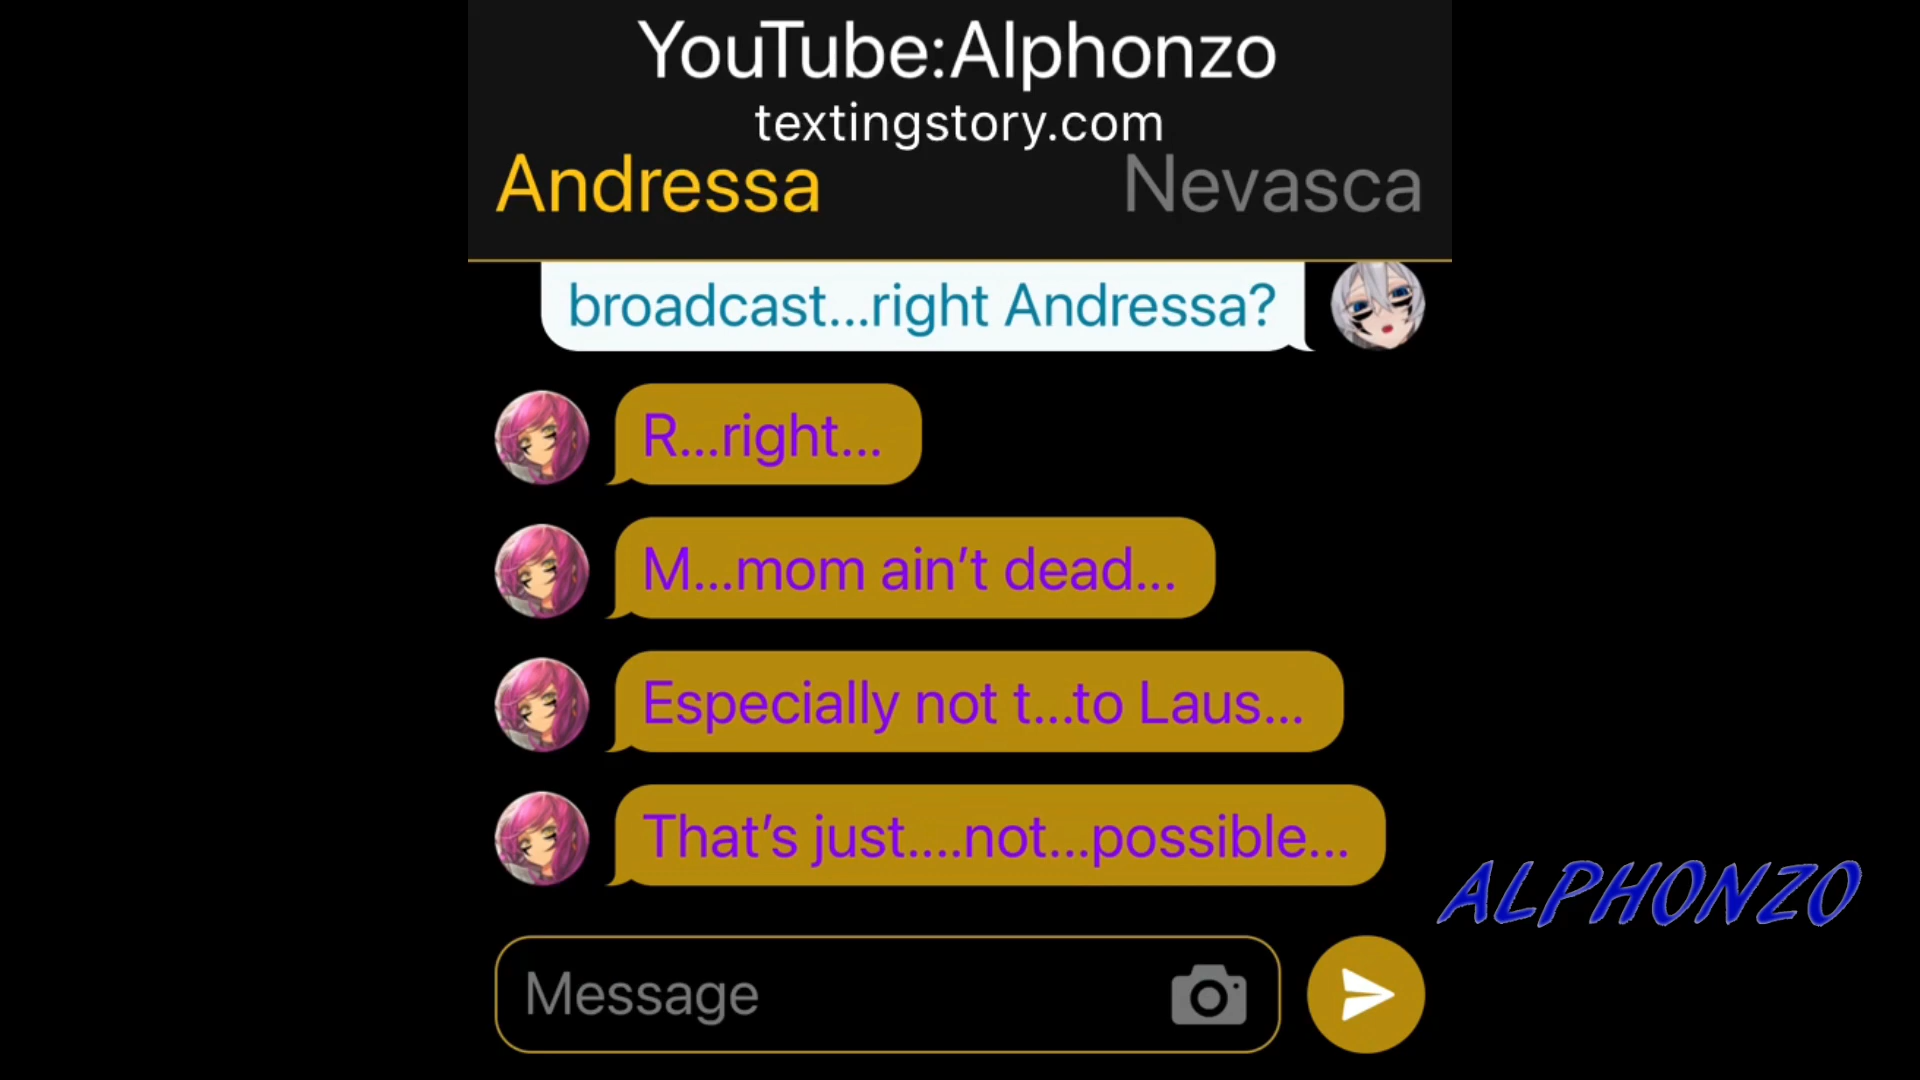 YouTube:Alphonzo
textingstory.com
Andressa
Nevasca
broadcast...right Andressa?
R...right...
M...mom ain’t dead...
Especially not t...to Laus...
That’s just....not...possible...
ALPHONZO
Message